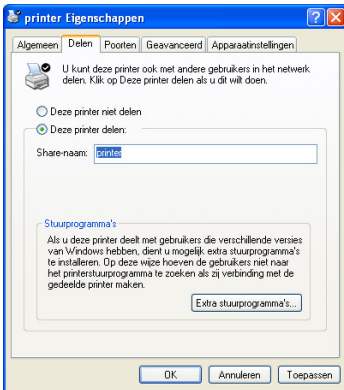 printer Eigenschappen
Algemeen Delen Poorten Geavanceerd Apparaatinstellingen
U kunt deze printer ook met andere gebruikers in het netwerk
delen. Klik op Deze printer delen als u dit wilt doen.
Deze printer niet delen
Deze printer delen:
Share-naam: printer
Stuurprogramma's
Als u deze printer deelt met gebruikers die verschillende versies
van Windows hebben, dient u mogelijk extra stuurprogramma's
te installeren. Op deze wijze hoeven de gebruikers niet naar
het printerstuurprogramma te zoeken als zij verbinding met de
gedeelde printer maken.
Extra stuurprogramma's...
OK Annuleren Toepassen